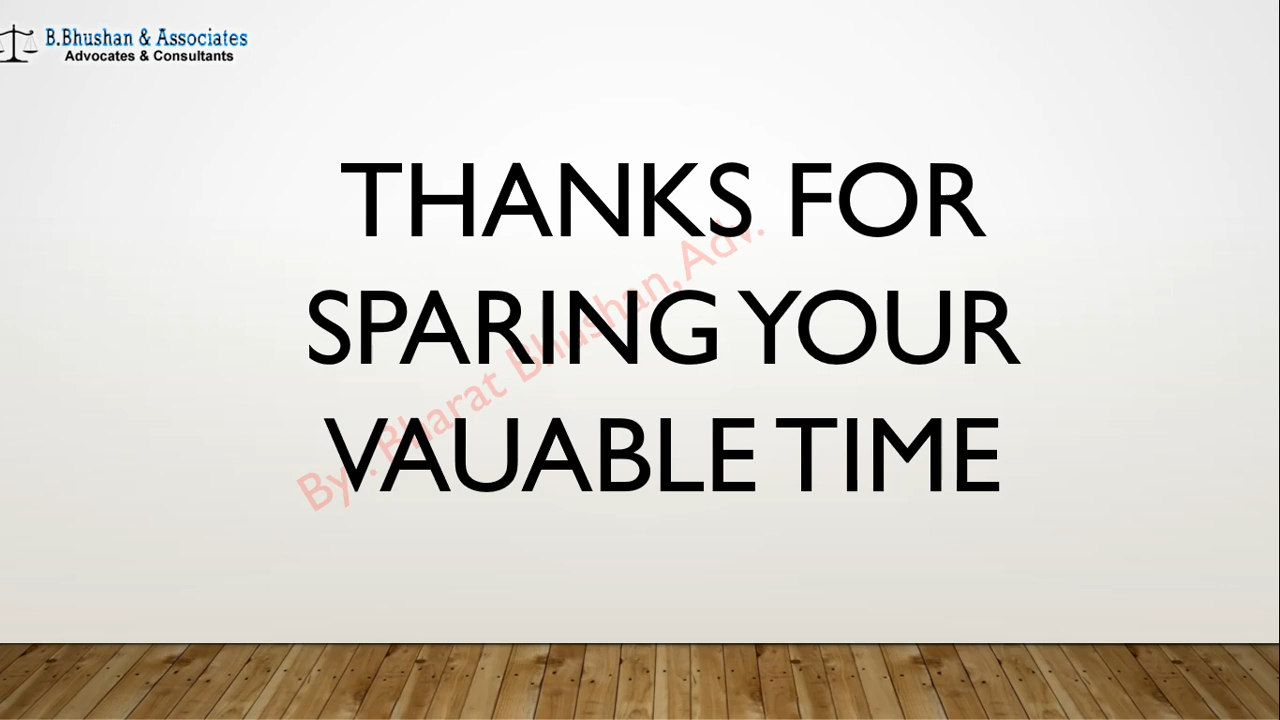 B.Bhushan & Associates
Advocates & Consultants
THANKS FOR
SPARING YOUR
VAUABLE TIME
By : Bharat Bhushan, Adv.